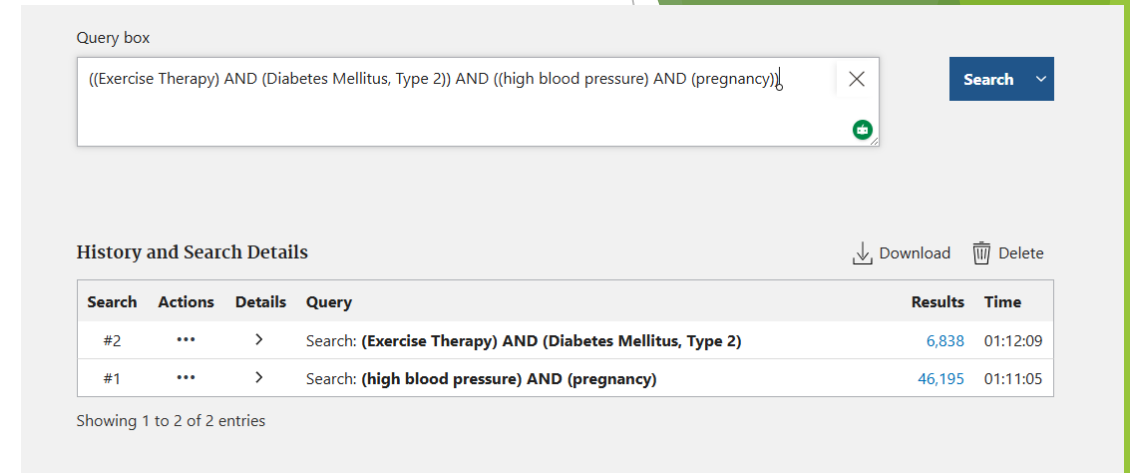 Query box
((Exercise Therapy) AND (Diabetes Mellitus, Type 2)) AND ((high blood pressure) AND (pregnancy))
Search
History and Search Details
Download Delete
Search Actions Details Query Results Time
#2 Search: (Exercise Therapy) AND (Diabetes Mellitus, Type 2) 6,838 01:12:09
#1 Search: (high blood pressure) AND (pregnancy) 46,195 01:11:05
Showing 1 to 2 of 2 entries